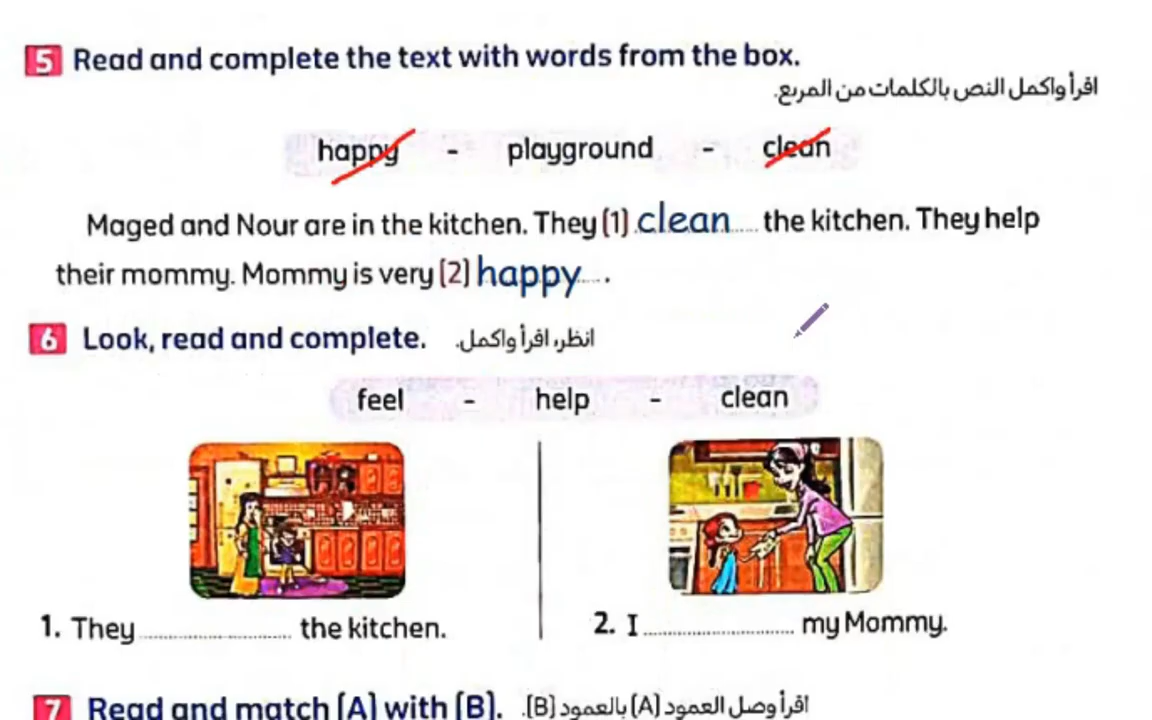 5 Read and complete the text with words from the box.
اقرأ واكمل النص بالكلمات من المربع.
happy - playground - clean
Maged and Nour are in the kitchen. They (1) clean the kitchen. They help
their mommy. Mommy is very (2) happy.
6 Look, read and complete. انظر، اقرأ واكمل.
feel - help - clean
1. They ........................ the kitchen.
2. I ........................ my Mommy.
7 Read and match (A) with (B). اقرأ وصل العمود (A) بالعمود (B).